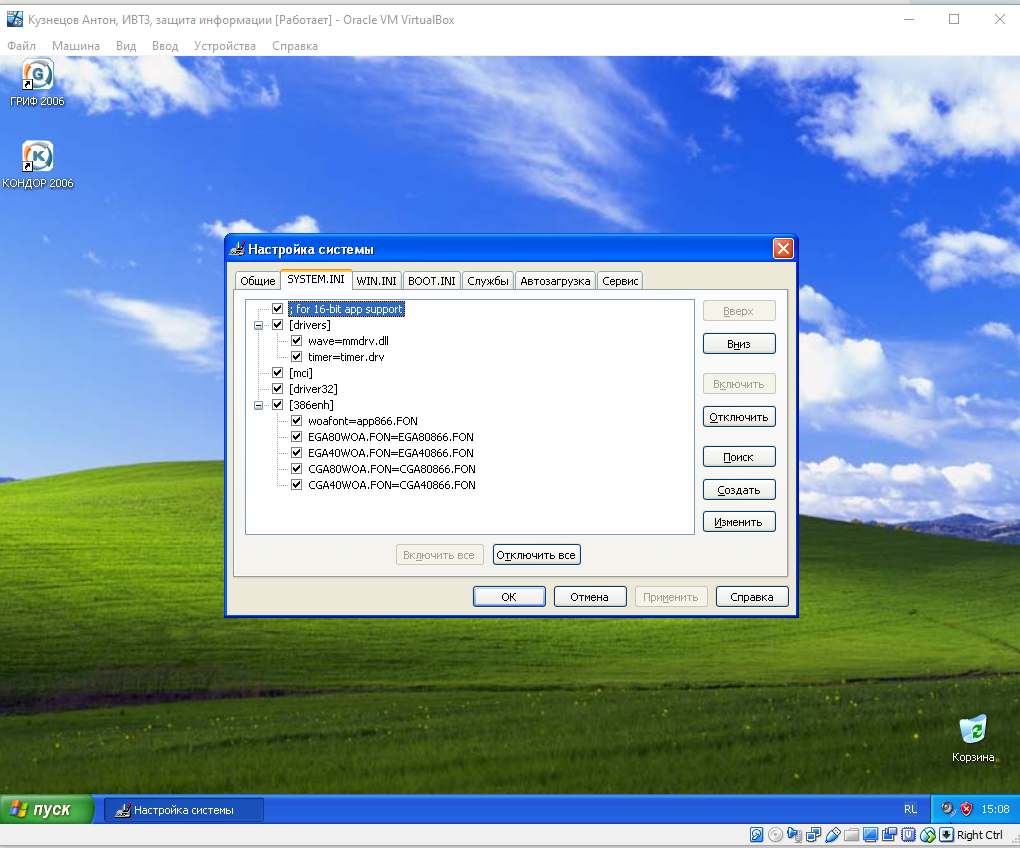 Кузнецов Антон, ИВТЗ, защита информации [Работает] - Oracle VM VirtualBox
Файл Машина Вид Ввод Устройства Справка
ГРИФ 2006
КОНДОР 2006
Настройка системы
Общие SYSTEM.INI WIN.INI BOOT.INI Службы Автозагрузка Сервис
; for 16-bit app support
[drivers]
wave=mmdrv.dll
timer=timer.drv
[mci]
[driver32]
[386enh]
woafont=app866.FON
EGA80WOA.FON=EGA80866.FON
EGA40WOA.FON=EGA40866.FON
CGA80WOA.FON=CGA80866.FON
CGA40WOA.FON=CGA40866.FON
Вверх
Вниз
Включить
Отключить
Поиск
Создать
Изменить
Включить все Отключить все
ОК Отмена Применить Справка
Корзина
пуск Настройка системы RL 15:08
Right Ctrl